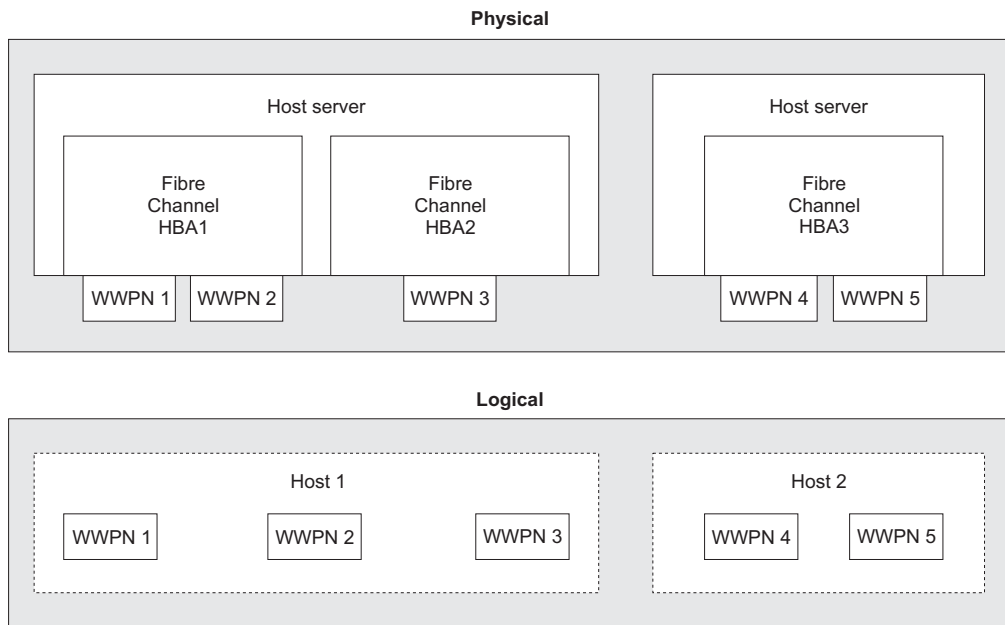 Physical
Host server
Host server
Fibre
Channel
HBA1
Fibre
Channel
HBA2
Fibre
Channel
HBA3
WWPN 1
WWPN 2
WWPN 3
WWPN 4
WWPN 5
Logical
Host 1
Host 2
WWPN 1
WWPN 2
WWPN 3
WWPN 4
WWPN 5